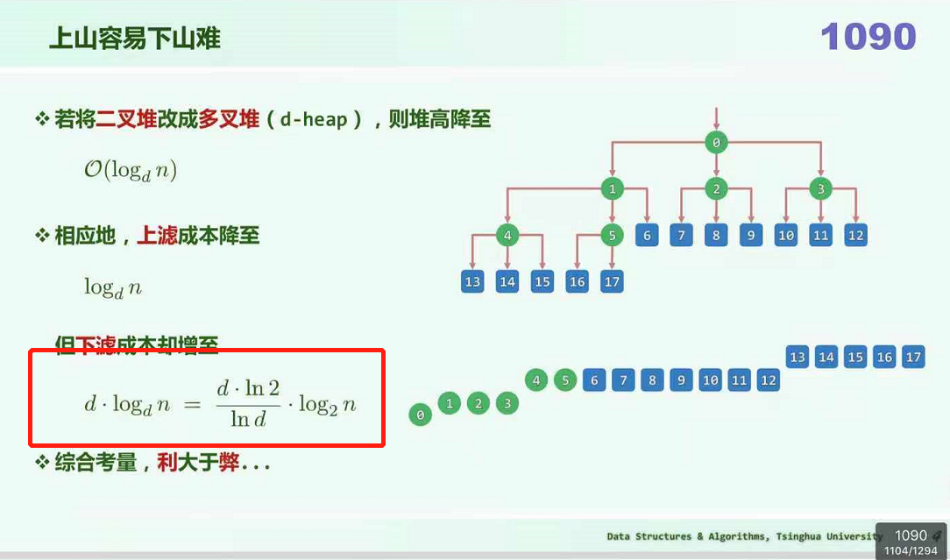 上山容易下山难
1090
❖ 若将二叉堆改成多叉堆（d-heap），则堆高降至
𝒪(log_d n)
❖ 相应地，上滤成本降至
log_d n
但下滤成本却增至
d · log_d n = (d · ln 2 / ln d) · log_2 n
❖ 综合考量，利大于弊...
0
1 2 3
4 5 6 7 8 9 10 11 12
13 14 15 16 17
13 14 15 16 17
4 5 6 7 8 9 10 11 12
1 2 3
0
Data Structures & Algorithms, Tsinghua University
1090
1104/1294